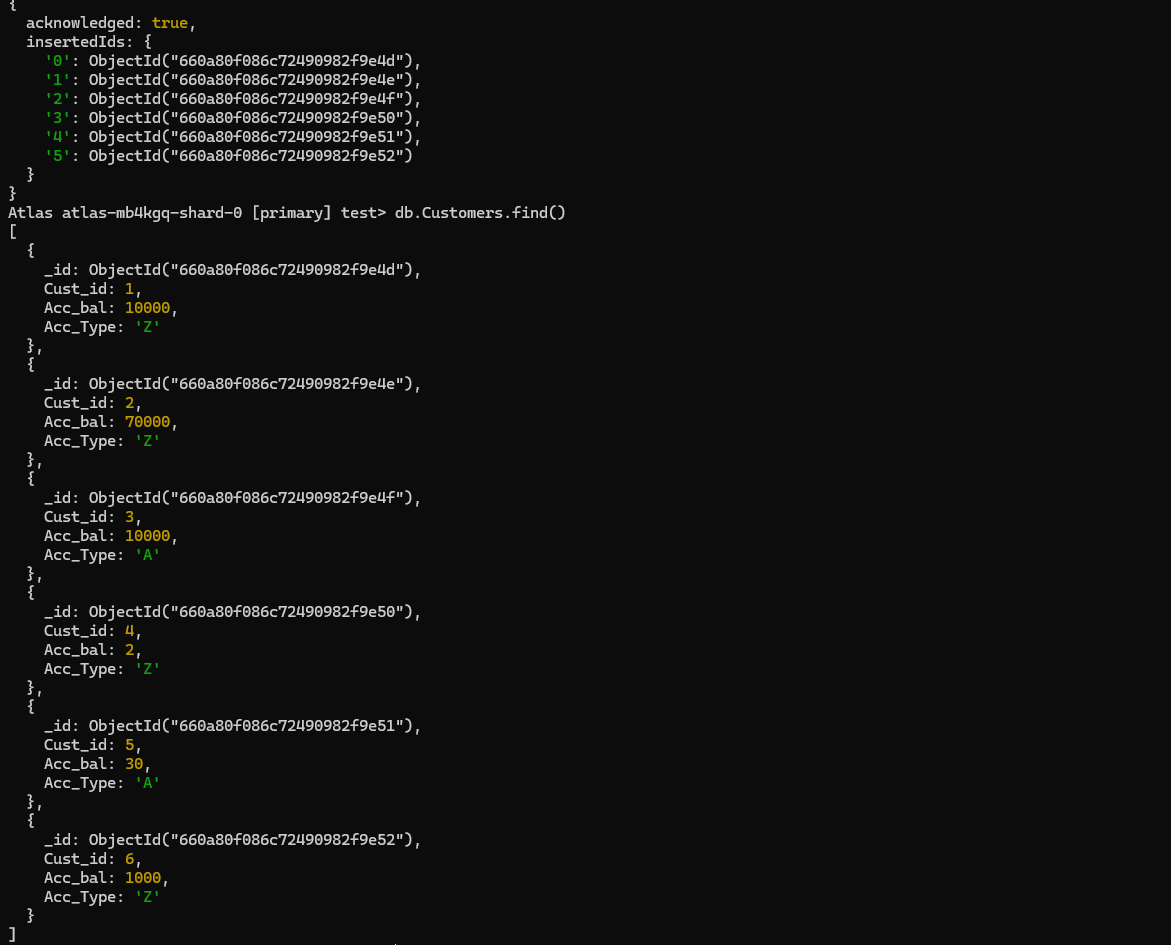 {
  acknowledged: true,
  insertedIds: {
    '0': ObjectId("660a80f086c72490982f9e4d"),
    '1': ObjectId("660a80f086c72490982f9e4e"),
    '2': ObjectId("660a80f086c72490982f9e4f"),
    '3': ObjectId("660a80f086c72490982f9e50"),
    '4': ObjectId("660a80f086c72490982f9e51"),
    '5': ObjectId("660a80f086c72490982f9e52")
  }
}
Atlas atlas-mb4kgq-shard-0 [primary] test> db.Customers.find()
[
  {
    _id: ObjectId("660a80f086c72490982f9e4d"),
    Cust_id: 1,
    Acc_bal: 10000,
    Acc_Type: 'Z'
  },
  {
    _id: ObjectId("660a80f086c72490982f9e4e"),
    Cust_id: 2,
    Acc_bal: 70000,
    Acc_Type: 'Z'
  },
  {
    _id: ObjectId("660a80f086c72490982f9e4f"),
    Cust_id: 3,
    Acc_bal: 10000,
    Acc_Type: 'A'
  },
  {
    _id: ObjectId("660a80f086c72490982f9e50"),
    Cust_id: 4,
    Acc_bal: 2,
    Acc_Type: 'Z'
  },
  {
    _id: ObjectId("660a80f086c72490982f9e51"),
    Cust_id: 5,
    Acc_bal: 30,
    Acc_Type: 'A'
  },
  {
    _id: ObjectId("660a80f086c72490982f9e52"),
    Cust_id: 6,
    Acc_bal: 1000,
    Acc_Type: 'Z'
  }
]